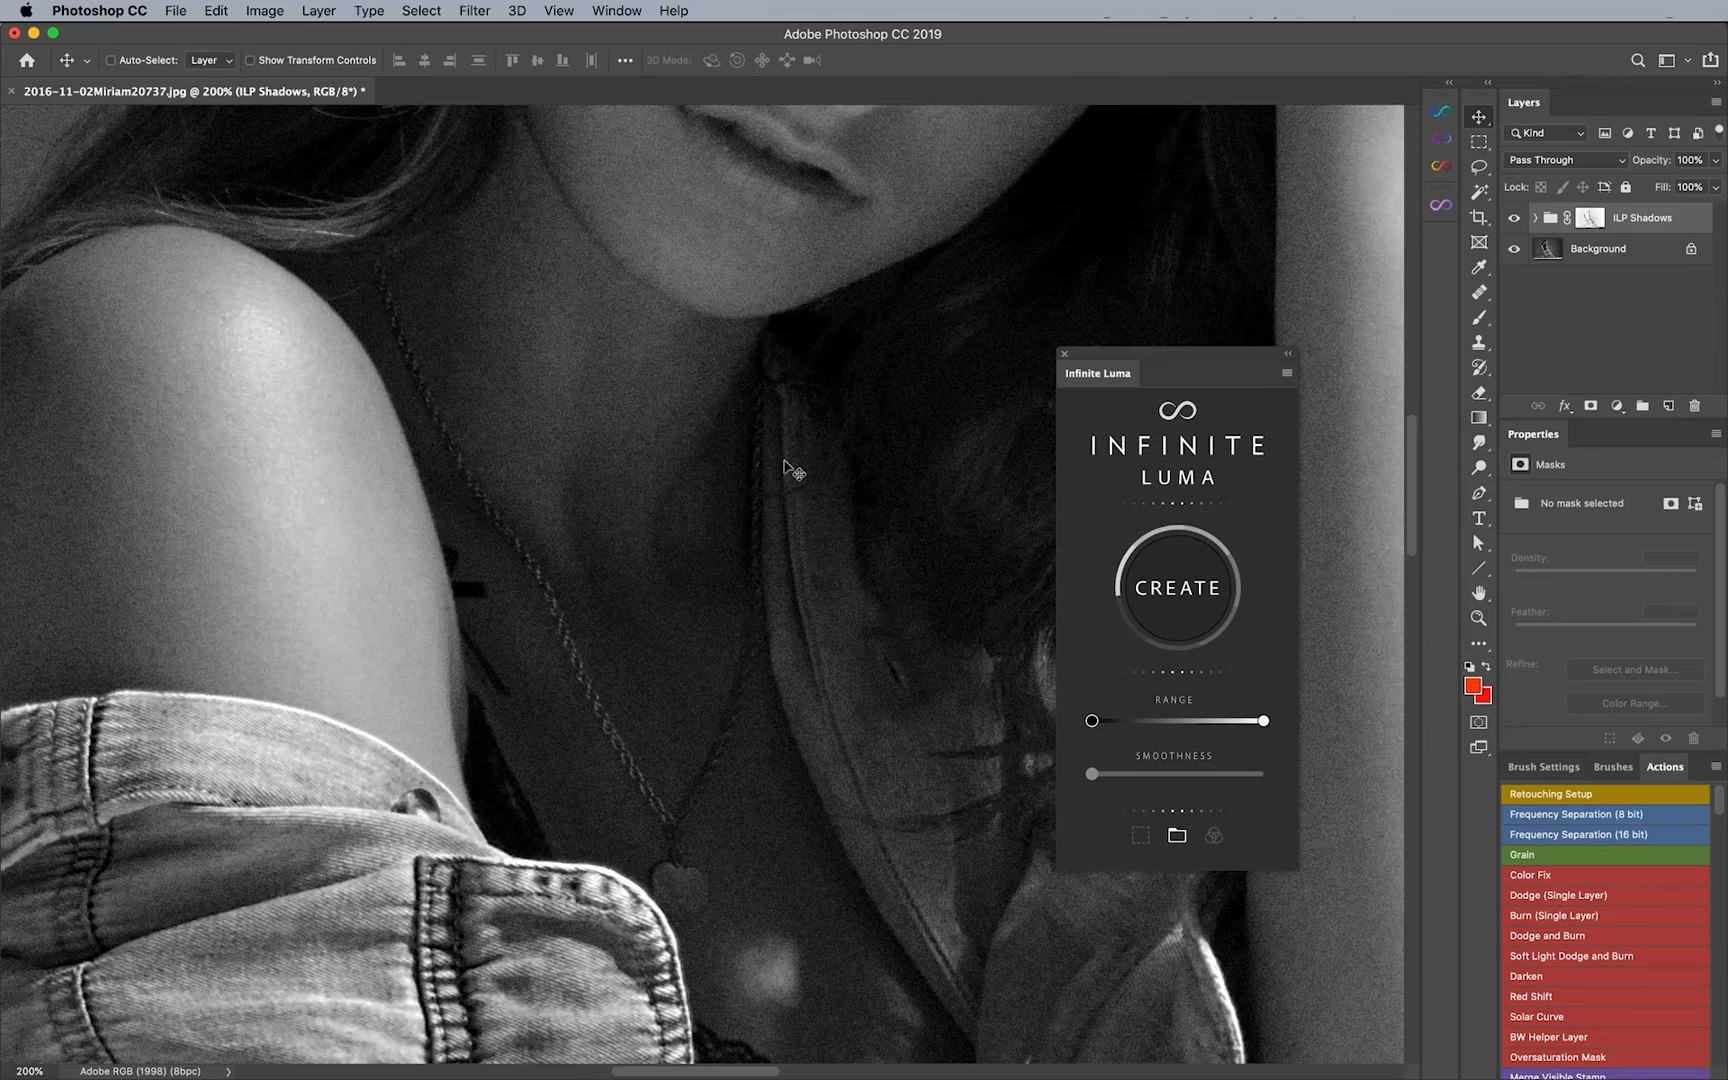 Photoshop CC File Edit Image Layer Type Select Filter 3D View Window Help
Adobe Photoshop CC 2019
Auto-Select: Layer Show Transform Controls 3D Mode:
× 2016-11-02Miriam20737.jpg @ 200% (ILP Shadows, RGB/8*) *
Layers
Kind
Pass Through Opacity: 100%
Lock: Fill: 100%
ILP Shadows
Background
Infinite Luma
INFINITE
LUMA
CREATE
RANGE
SMOOTHNESS
Properties
Masks
No mask selected
Density:
Feather:
Refine: Select and Mask...
Color Range...
Brush Settings Brushes Actions
Retouching Setup
Frequency Separation (8 bit)
Frequency Separation (16 bit)
Grain
Color Fix
Dodge (Single Layer)
Burn (Single Layer)
Dodge and Burn
Soft Light Dodge and Burn
Darken
Red Shift
Solar Curve
BW Helper Layer
Oversaturation Mask
Merge Visible Stamp
200% Adobe RGB (1998) (8bpc)